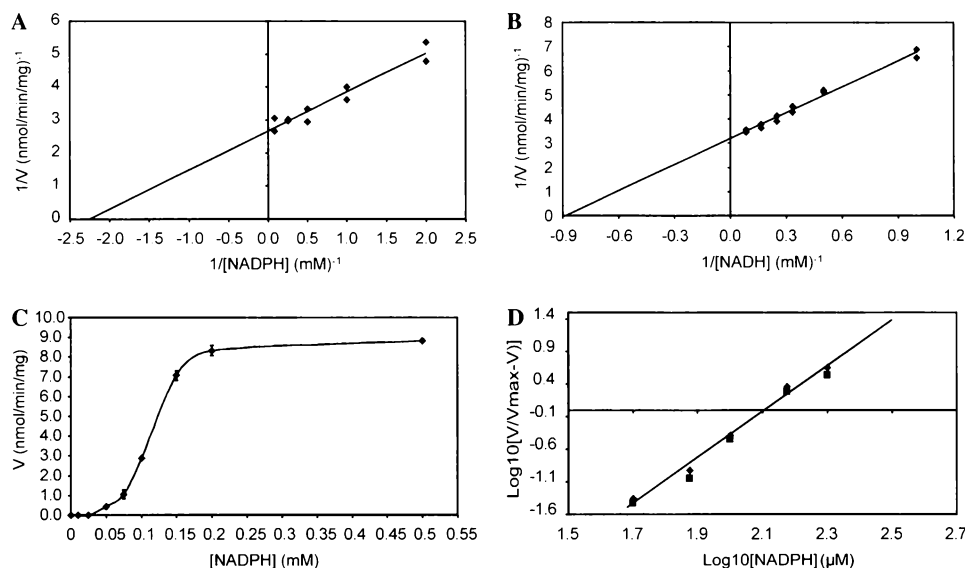 A
6
5
4
3
2
1
0
-2.5 -2.0 -1.5 -1.0 -0.5 0.0 0.5 1.0 1.5 2.0 2.5
1/[NADPH] (mM)⁻¹
1/V (nmol/min/mg)⁻¹
B
8
7
6
5
4
3
2
1
0
-0.9 -0.6 -0.3 0.0 0.3 0.6 0.9 1.2
1/[NADH] (mM)⁻¹
1/V (nmol/min/mg)⁻¹
C
10.0
9.0
8.0
7.0
6.0
5.0
4.0
3.0
2.0
1.0
0.0
0 0.05 0.1 0.15 0.2 0.25 0.3 0.35 0.4 0.45 0.5 0.55
[NADPH] (mM)
V (nmol/min/mg)
D
1.4
0.9
0.4
-0.1
-0.6
-1.1
-1.6
1.5 1.7 1.9 2.1 2.3 2.5 2.7
Log10[NADPH] (µM)
Log10[V/Vmax-V)]